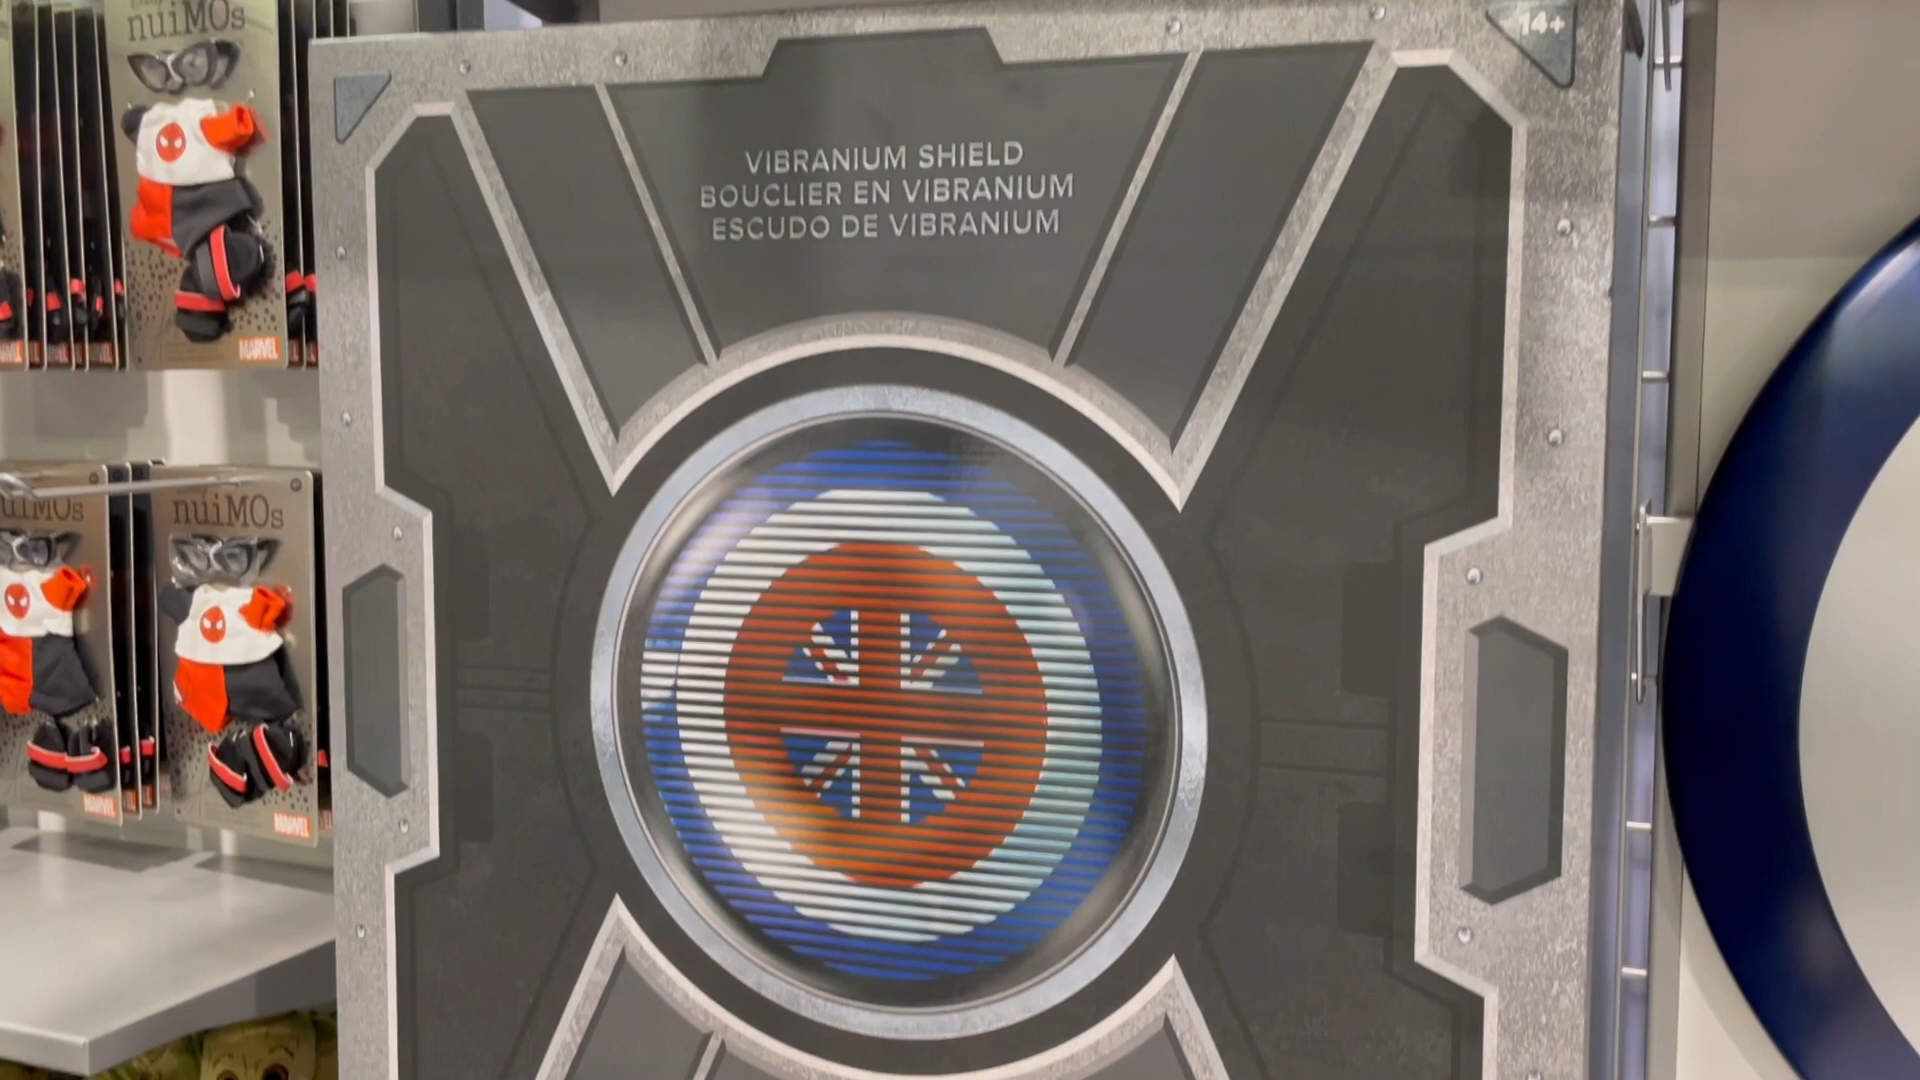 nuiMOs
14+
VIBRANIUM SHIELD
BOUCLIER EN VIBRANIUM
ESCUDO DE VIBRANIUM
MARVEL
nuiMOs
MARVEL